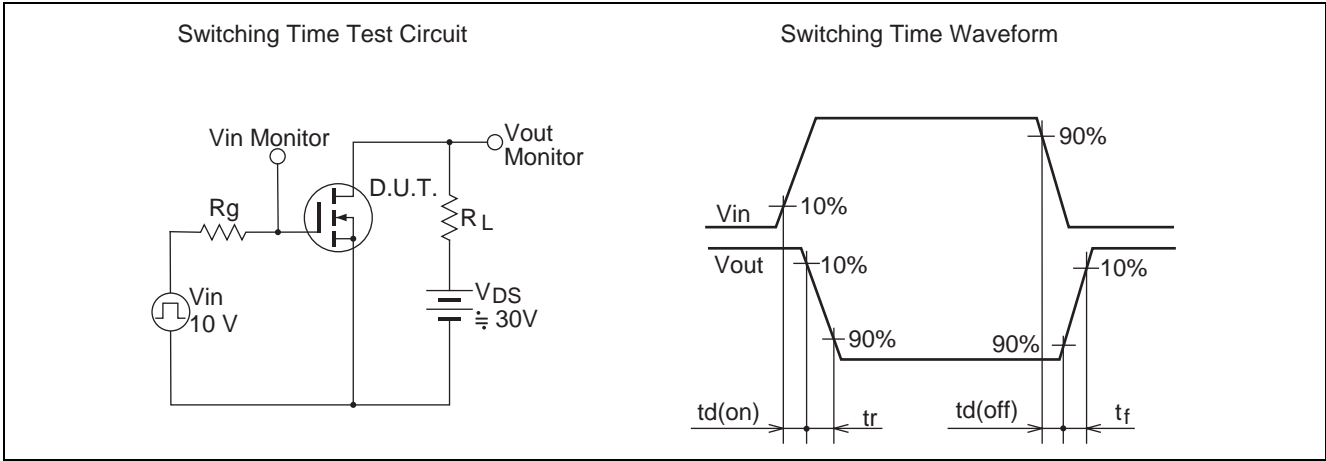 Switching Time Test Circuit
Vin Monitor
Vout
Monitor
D.U.T.
Rg
RL
Vin
10 V
VDS
≒ 30V
Switching Time Waveform
Vin
10%
90%
Vout
10%
90%
90%
10%
td(on)
tr
td(off)
tf